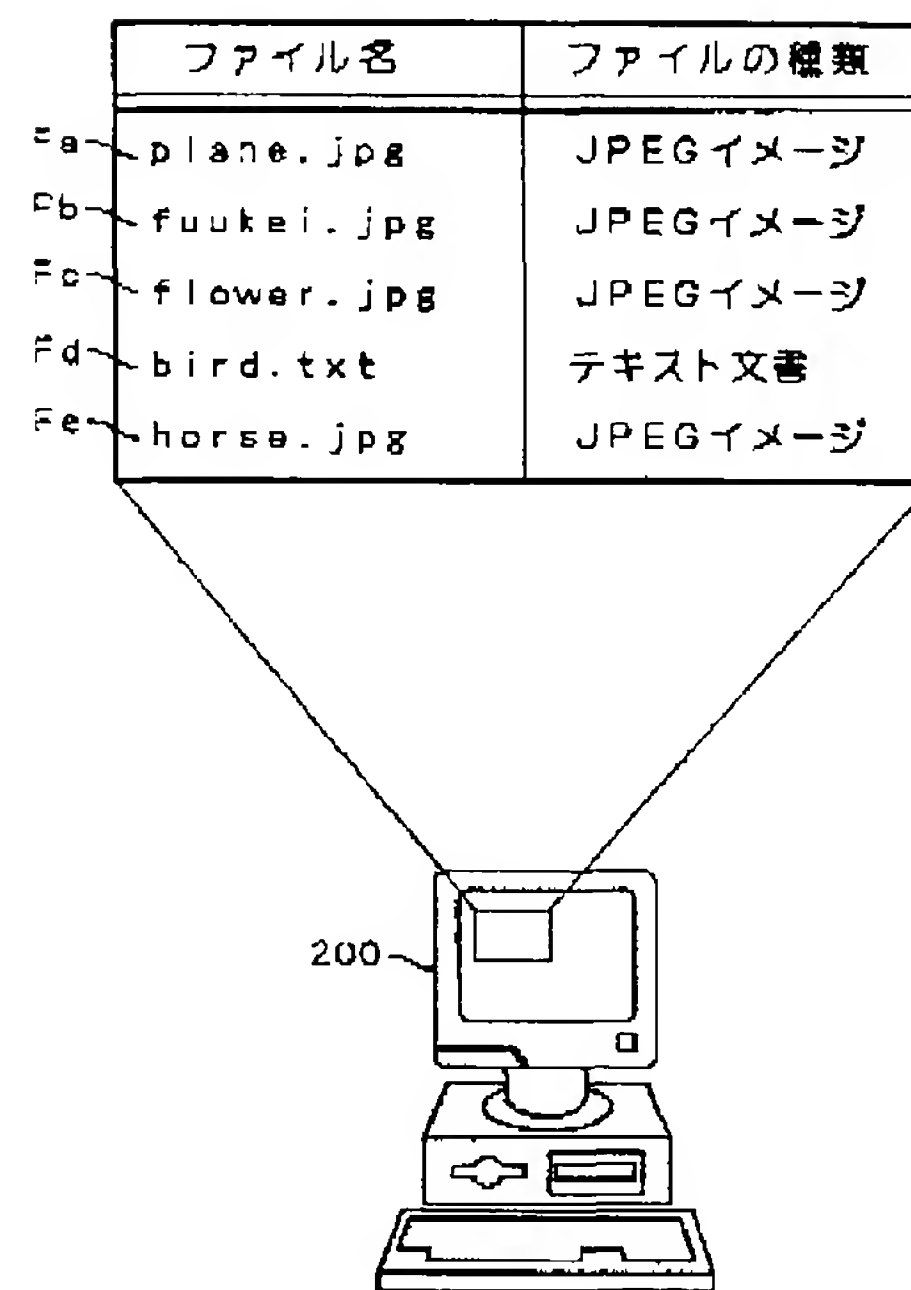 ファイル名 ファイルの種類
Fa plane.jpg JPEGイメージ
Fb fuukei.jpg JPEGイメージ
Fc flower.jpg JPEGイメージ
Fd bird.txt テキスト文書
Fe horse.jpg JPEGイメージ
200